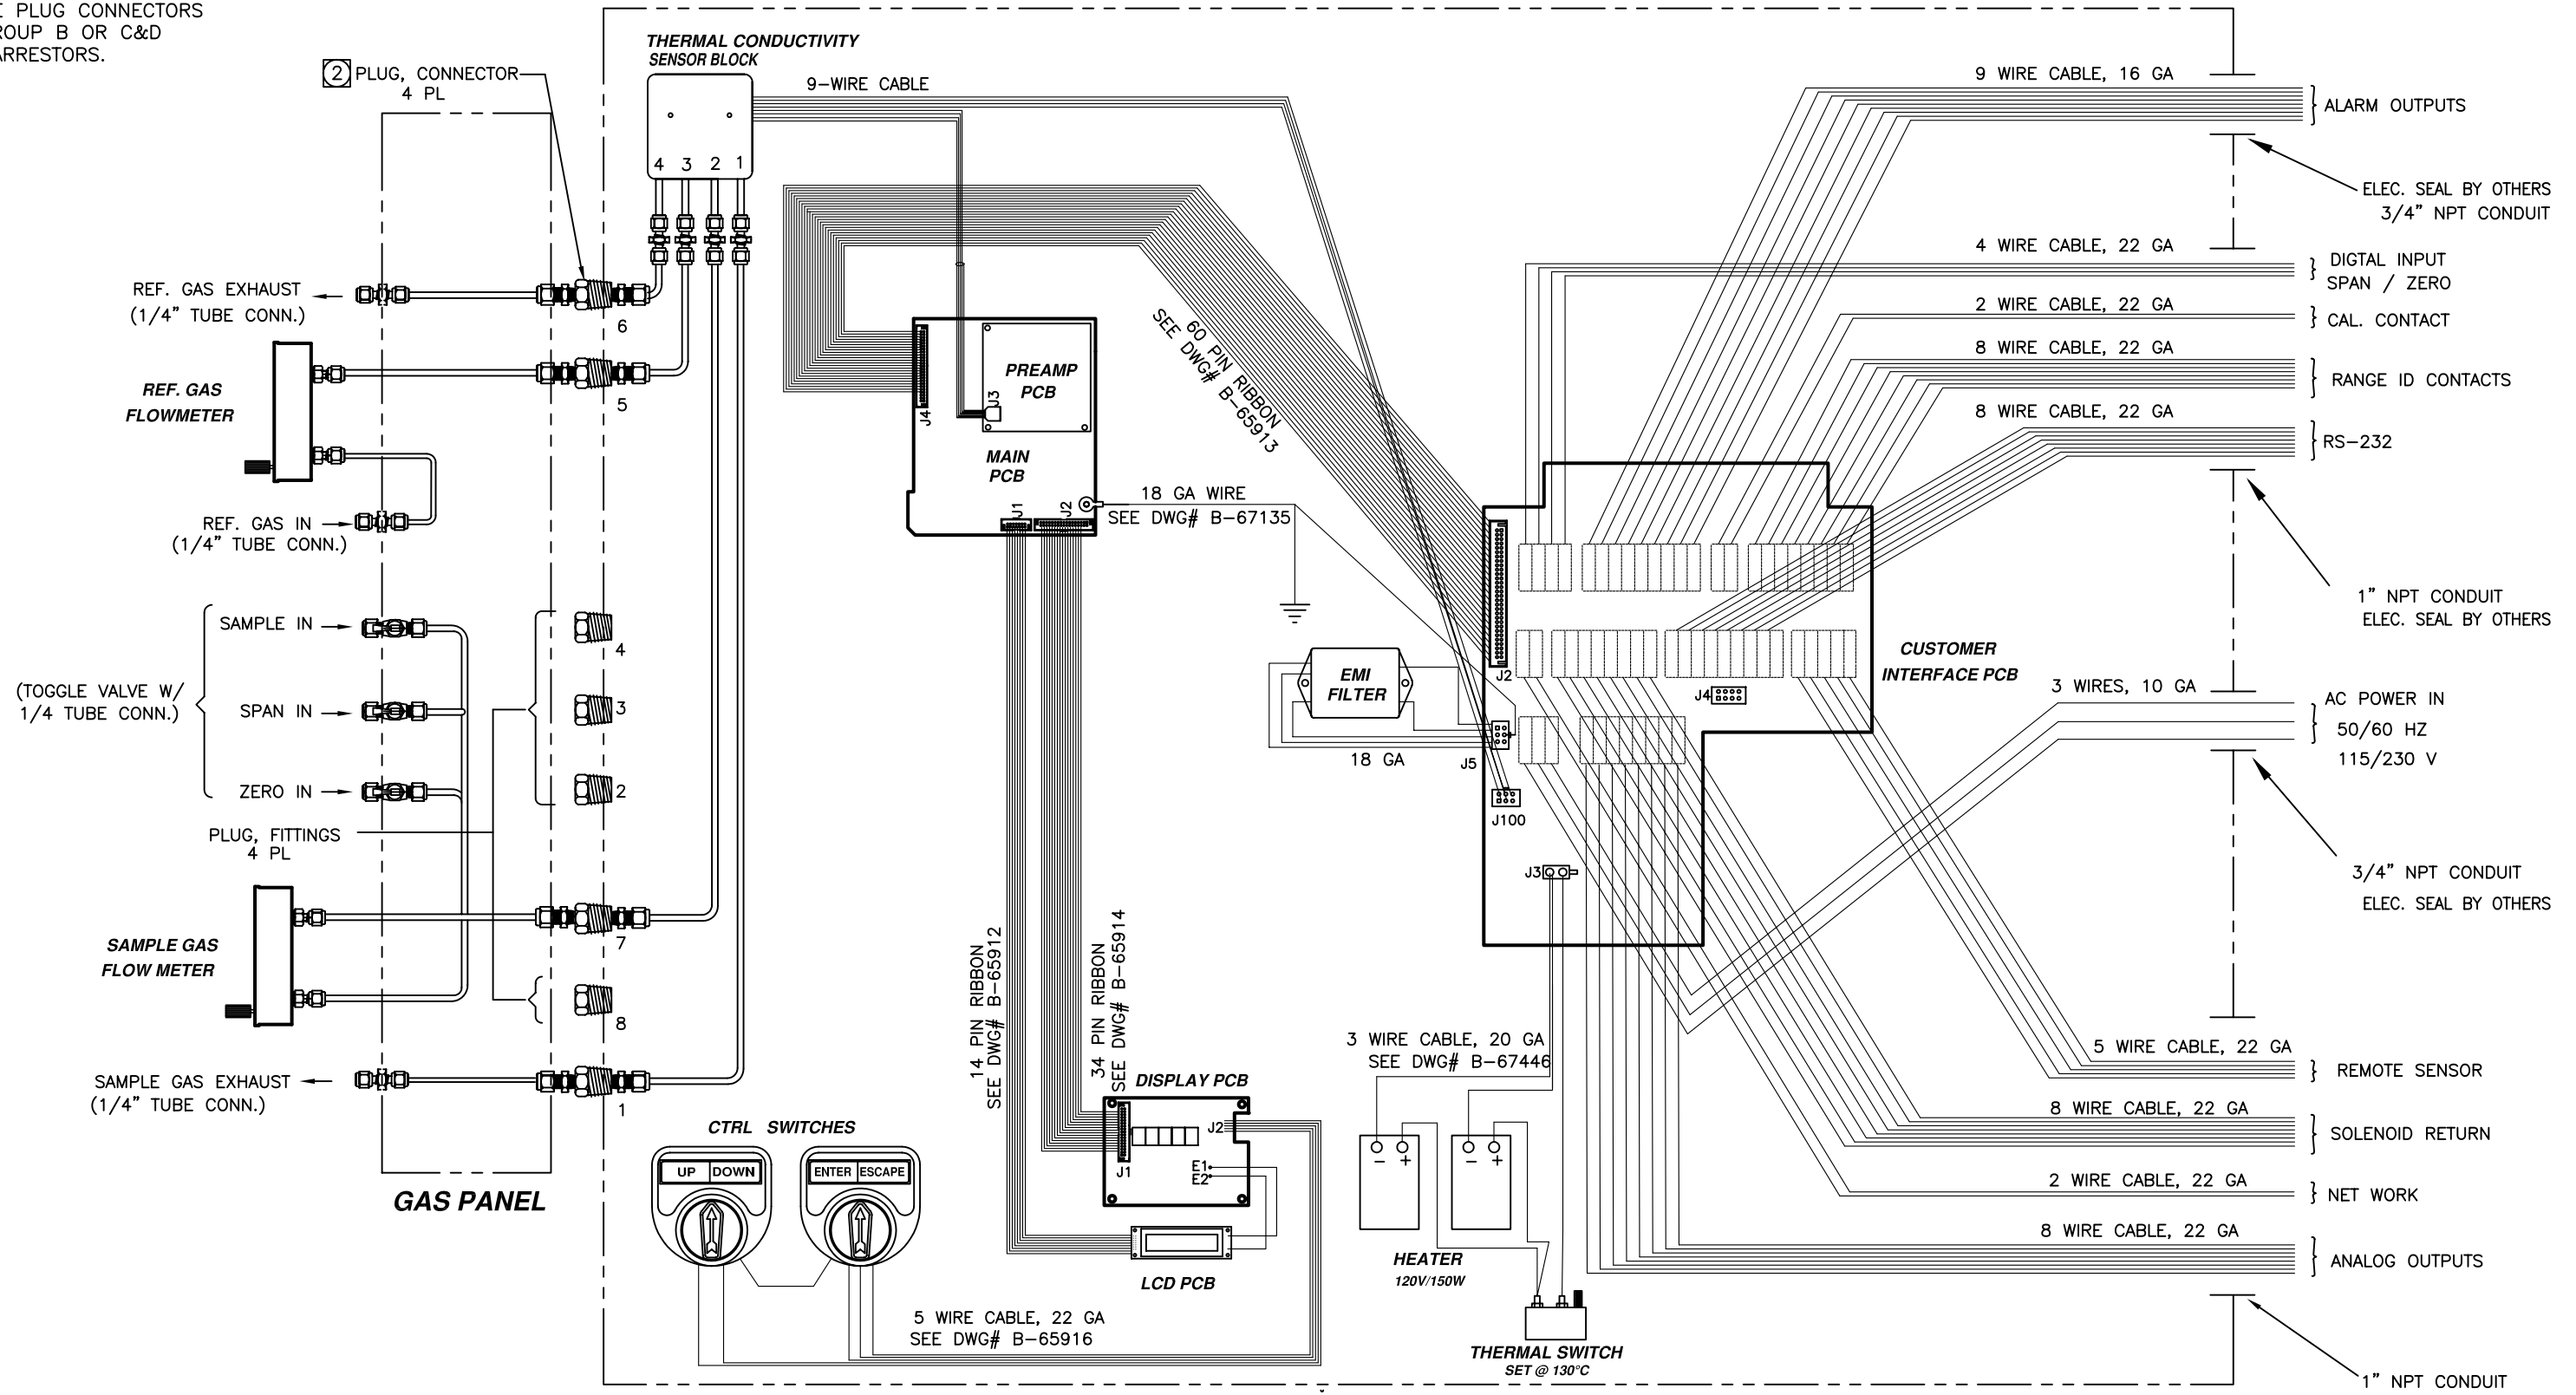 E PLUG CONNECTORS
ROUP B OR C&D
ARRESTORS.
2 PLUG, CONNECTOR
4 PL
THERMAL CONDUCTIVITY
SENSOR BLOCK
4 3 2 1
9-WIRE CABLE
REF. GAS EXHAUST
(1/4" TUBE CONN.)
6
REF. GAS
FLOWMETER
5
REF. GAS IN
(1/4" TUBE CONN.)
SAMPLE IN
4
(TOGGLE VALVE W/
1/4 TUBE CONN.)
SPAN IN
3
ZERO IN
2
PLUG, FITTINGS
4 PL
SAMPLE GAS
FLOW METER
7
8
SAMPLE GAS EXHAUST
(1/4" TUBE CONN.)
1
GAS PANEL
PREAMP
PCB
J3
J4
MAIN
PCB
J1
J2
18 GA WIRE
SEE DWG# B-67135
60 PIN RIBBON
SEE DWG# B-65913
14 PIN RIBBON
SEE DWG# B-65912
34 PIN RIBBON
SEE DWG# B-65914
CTRL SWITCHES
UP DOWN
ENTER ESCAPE
DISPLAY PCB
J2
J1
E1
E2
LCD PCB
5 WIRE CABLE, 22 GA
SEE DWG# B-65916
EMI
FILTER
18 GA
J2
J4
J5
J100
J3
CUSTOMER
INTERFACE PCB
3 WIRE CABLE, 20 GA
SEE DWG# B-67446
− +
− +
HEATER
120V/150W
THERMAL SWITCH
SET @ 130°C
9 WIRE CABLE, 16 GA
ALARM OUTPUTS
ELEC. SEAL BY OTHERS
3/4" NPT CONDUIT
4 WIRE CABLE, 22 GA
DIGTAL INPUT
SPAN / ZERO
2 WIRE CABLE, 22 GA
CAL. CONTACT
8 WIRE CABLE, 22 GA
RANGE ID CONTACTS
8 WIRE CABLE, 22 GA
RS-232
1" NPT CONDUIT
ELEC. SEAL BY OTHERS
3 WIRES, 10 GA
AC POWER IN
50/60 HZ
115/230 V
3/4" NPT CONDUIT
ELEC. SEAL BY OTHERS
5 WIRE CABLE, 22 GA
REMOTE SENSOR
8 WIRE CABLE, 22 GA
SOLENOID RETURN
2 WIRE CABLE, 22 GA
NET WORK
8 WIRE CABLE, 22 GA
ANALOG OUTPUTS
1" NPT CONDUIT